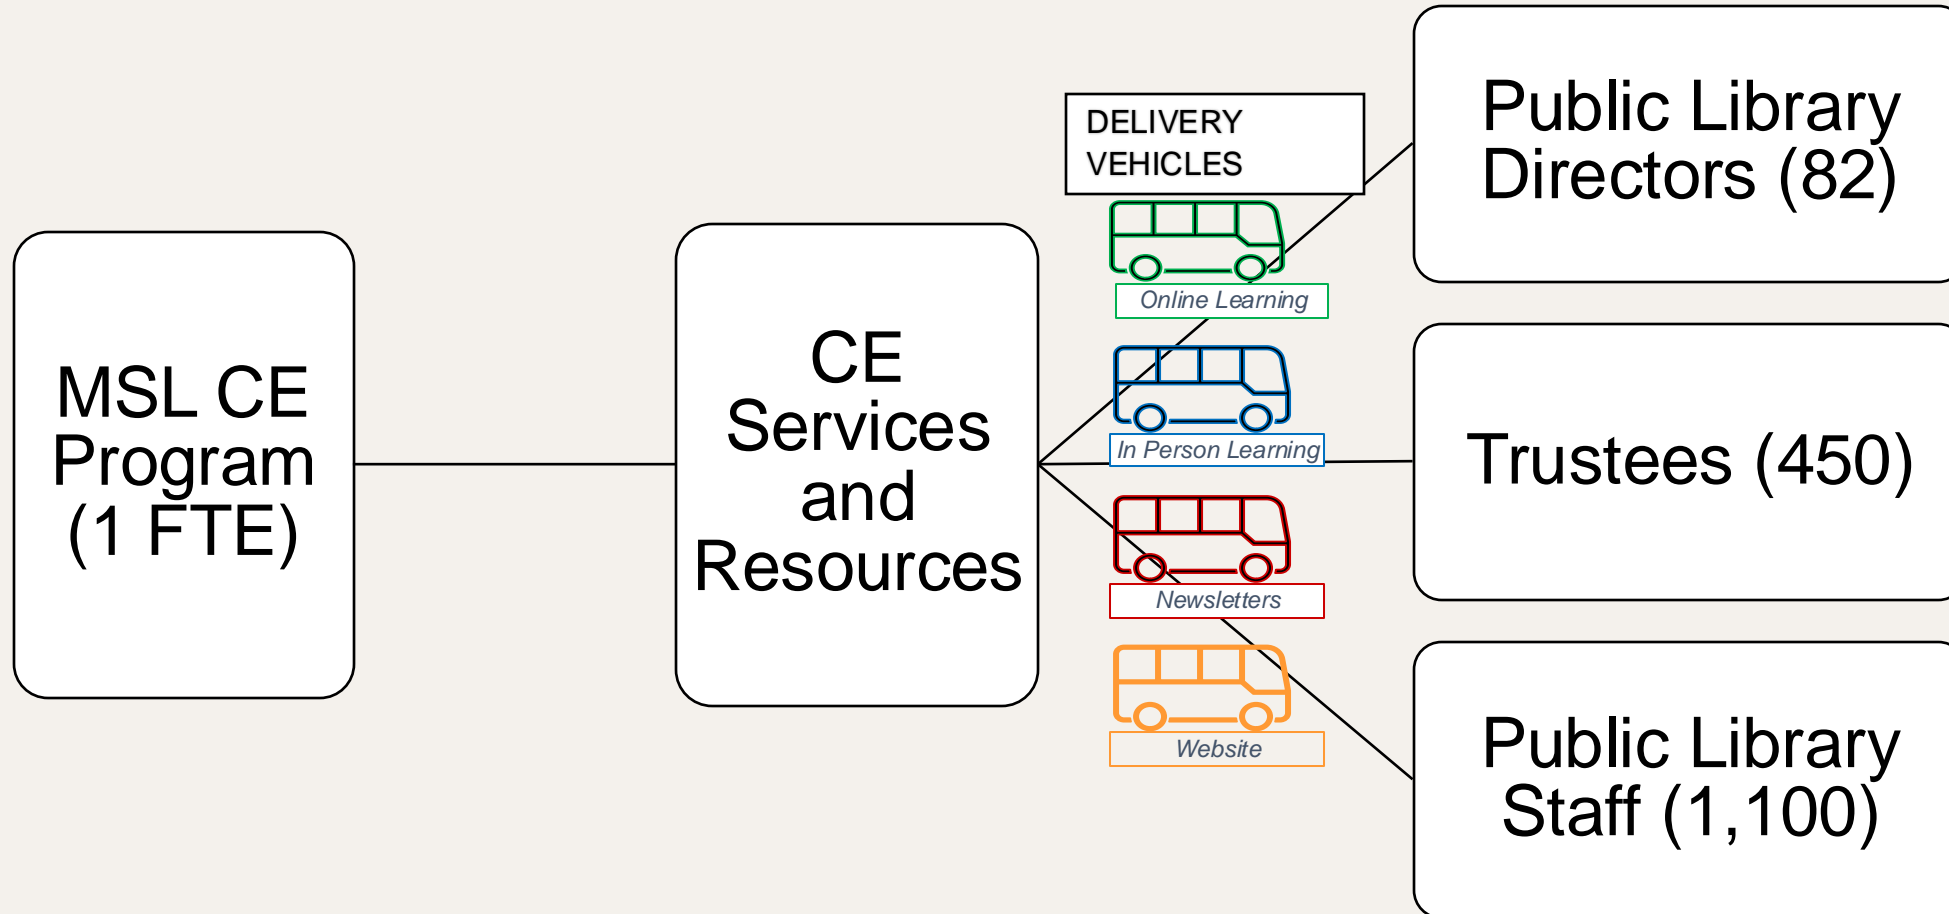 MSL CE
Program
(1 FTE)
CE
Services
and
Resources
DELIVERY
VEHICLES
Online Learning
In Person Learning
Newsletters
Website
Public Library
Directors (82)
Trustees (450)
Public Library
Staff (1,100)